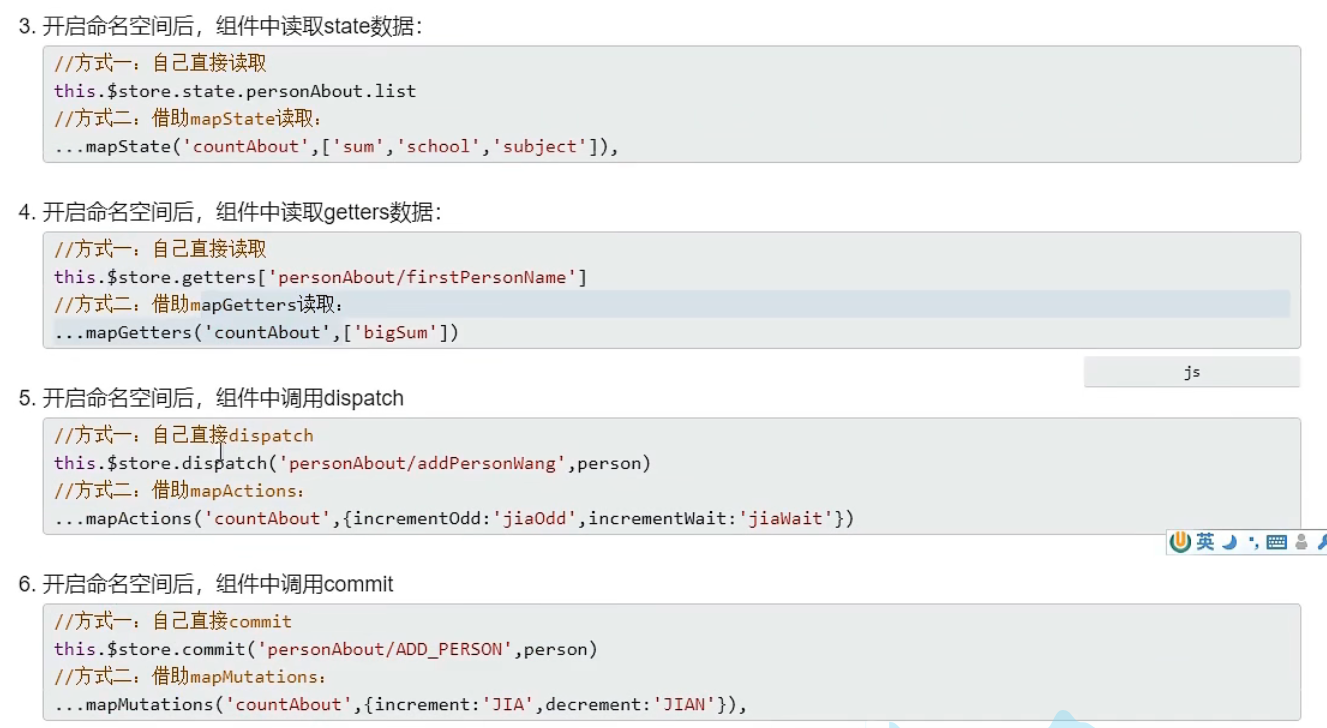 3. 开启命名空间后，组件中读取state数据：
//方式一：自己直接读取
this.$store.state.personAbout.list
//方式二：借助mapState读取：
...mapState('countAbout',['sum','school','subject']),
4. 开启命名空间后，组件中读取getters数据：
//方式一：自己直接读取
this.$store.getters['personAbout/firstPersonName']
//方式二：借助mapGetters读取：
...mapGetters('countAbout',['bigSum'])
js
5. 开启命名空间后，组件中调用dispatch
//方式一：自己直接dispatch
this.$store.dispatch('personAbout/addPersonWang',person)
//方式二：借助mapActions：
...mapActions('countAbout',{incrementOdd:'jiaOdd',incrementWait:'jiaWait'})
英
6. 开启命名空间后，组件中调用commit
//方式一：自己直接commit
this.$store.commit('personAbout/ADD_PERSON',person)
//方式二：借助mapMutations：
...mapMutations('countAbout',{increment:'JIA',decrement:'JIAN'}),